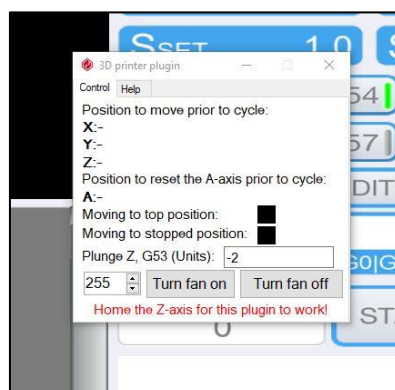 SSET 1.0 S
3D printer plugin
54
Control Help
Position to move prior to cycle:
X:-
Y:-
57
Z:-
Position to reset the A-axis prior to cycle:
DIT
A:-
Moving to top position:
Moving to stopped position:
Plunge Z, G53 (Units): -2
G0|G
255 Turn fan on Turn fan off
Home the Z-axis for this plugin to work!
0 STA